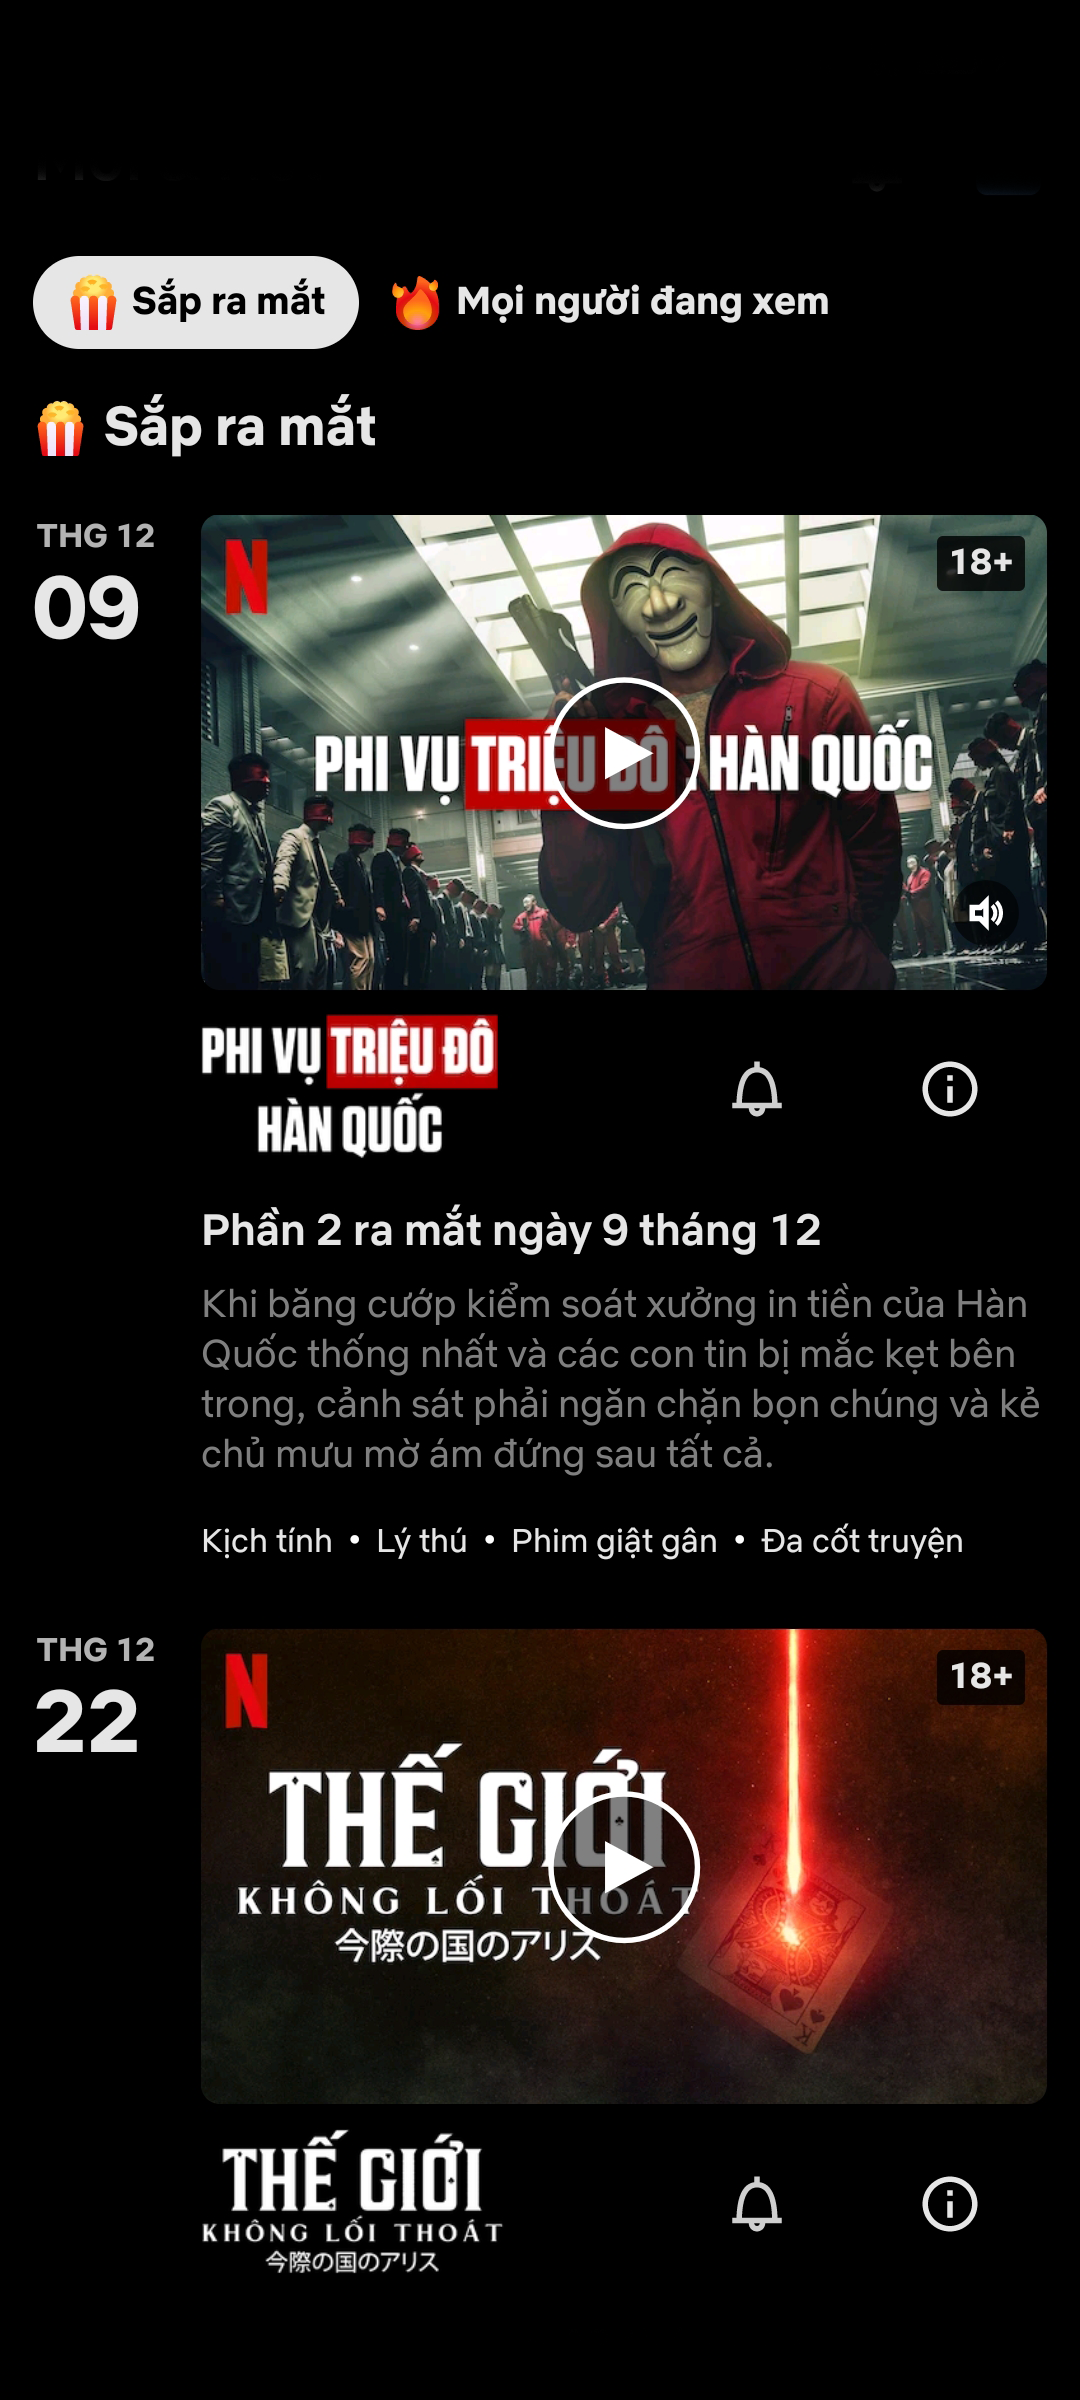 Sắp ra mắt
Mọi người đang xem
Sắp ra mắt
THG 12
09
18+
PHI VỤ TRIỆU ĐÔ : HÀN QUỐC
PHI VỤ TRIỆU ĐÔ
HÀN QUỐC
Phần 2 ra mắt ngày 9 tháng 12
Khi băng cướp kiểm soát xưởng in tiền của Hàn
Quốc thống nhất và các con tin bị mắc kẹt bên
trong, cảnh sát phải ngăn chặn bọn chúng và kẻ
chủ mưu mờ ám đứng sau tất cả.
Kịch tính • Lý thú • Phim giật gân • Đa cốt truyện
THG 12
22
18+
THẾ GIỚI
KHÔNG LỐI THOÁT
今際の国のアリス
K
THẾ GIỚI
KHÔNG LỐI THOÁT
今際の国のアリス